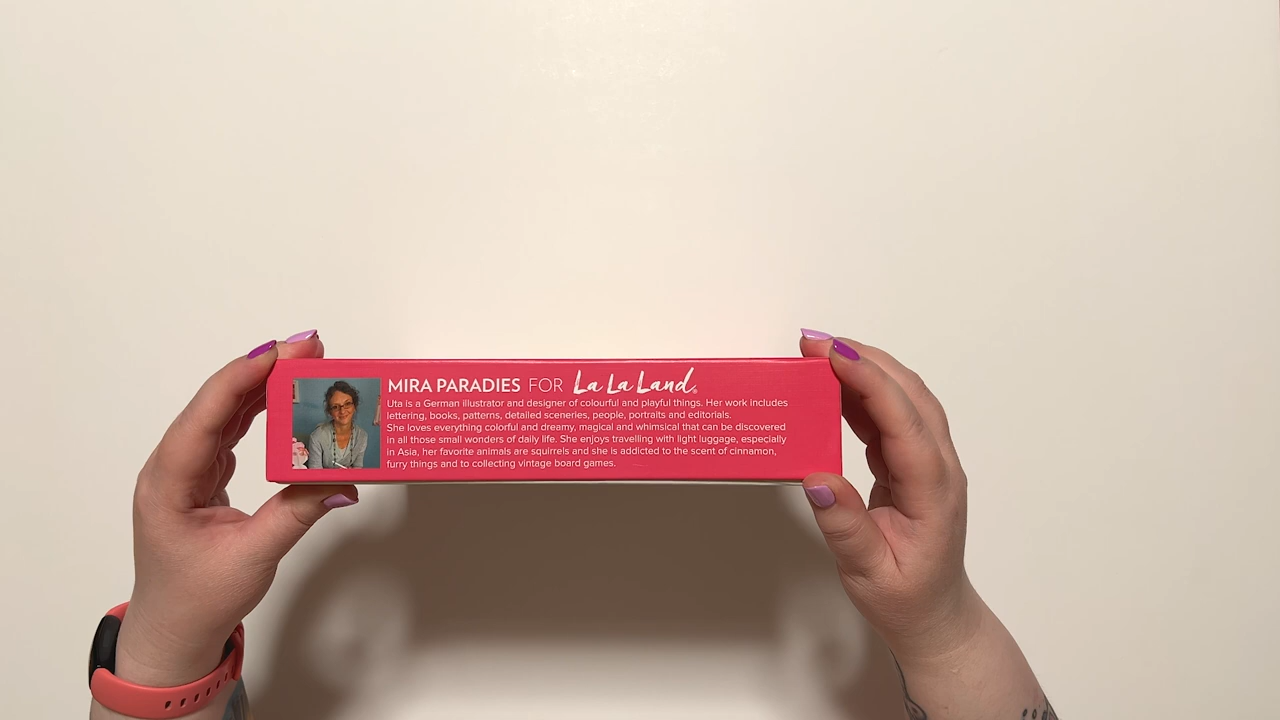 MIRA PARADIES FOR La La Land®
Uta is a German illustrator and designer of colourful and playful things. Her work includes
lettering, books, patterns, detailed sceneries, people, portraits and editorials.
She loves everything colorful and dreamy, magical and whimsical that can be discovered
in all those small wonders of daily life. She enjoys travelling with light luggage, especially
in Asia, her favorite animals are squirrels and she is addicted to the scent of cinnamon,
furry things and to collecting vintage board games.